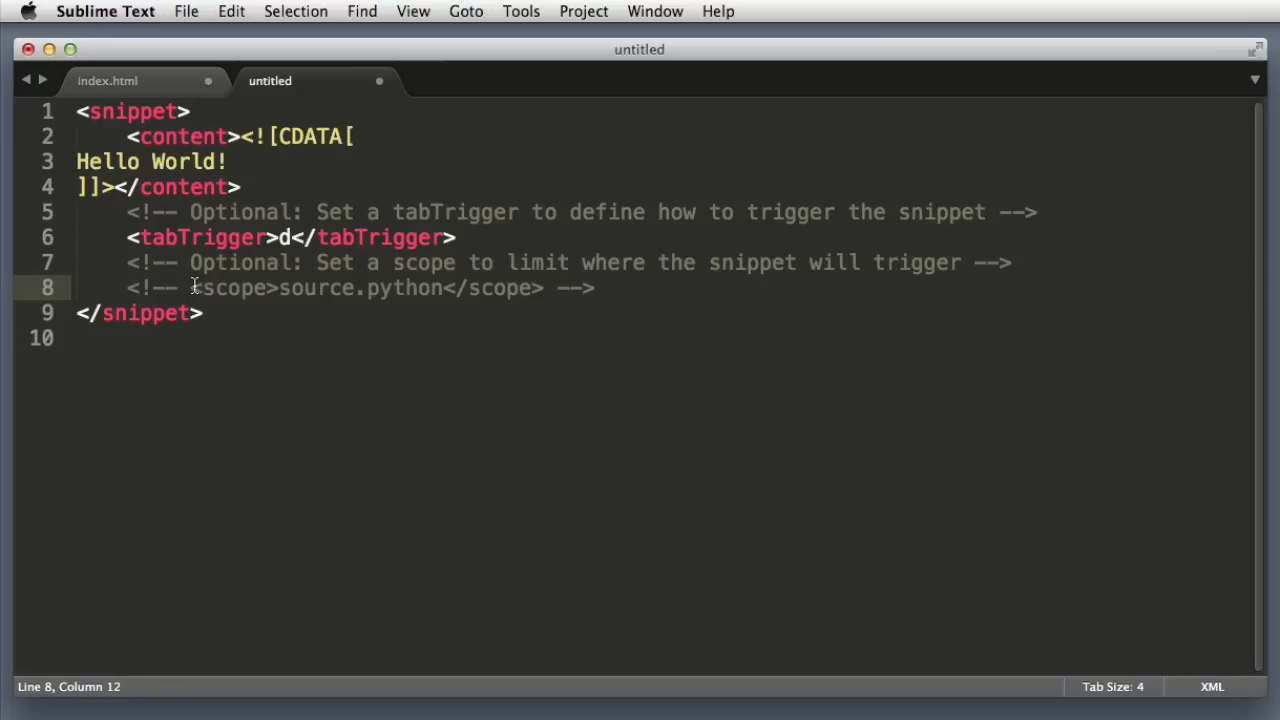 Sublime Text File Edit Selection Find View Goto Tools Project Window Help
untitled
index.html untitled
1 <snippet>
2     <content><![CDATA[
3 Hello World!
4 ]]></content>
5     <!-- Optional: Set a tabTrigger to define how to trigger the snippet -->
6     <tabTrigger>d</tabTrigger>
7     <!-- Optional: Set a scope to limit where the snippet will trigger -->
8     <!-- <scope>source.python</scope> -->
9 </snippet>
10
Line 8, Column 12 Tab Size: 4 XML